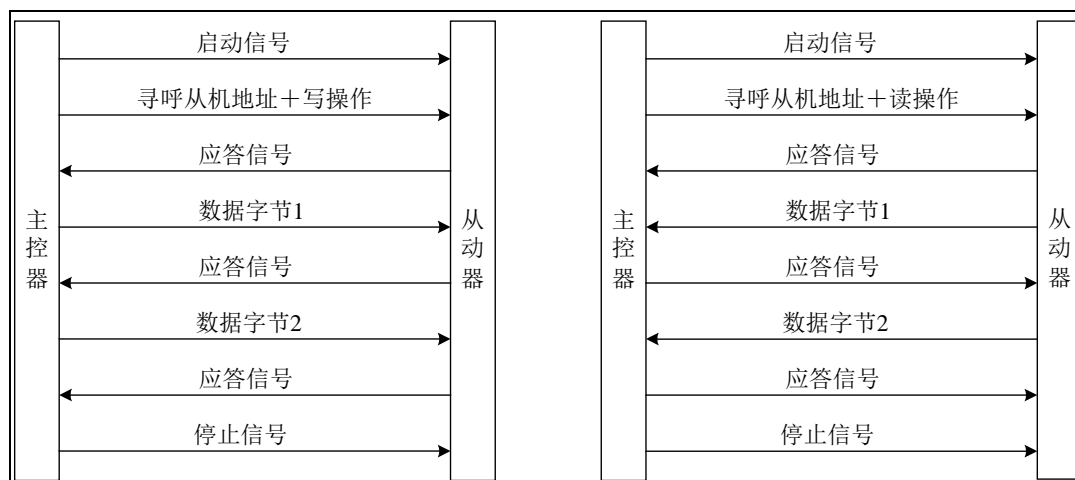 主控器
启动信号
寻呼从机地址＋写操作
应答信号
数据字节1
应答信号
数据字节2
应答信号
停止信号
从动器
主控器
启动信号
寻呼从机地址＋读操作
应答信号
数据字节1
应答信号
数据字节2
应答信号
停止信号
从动器